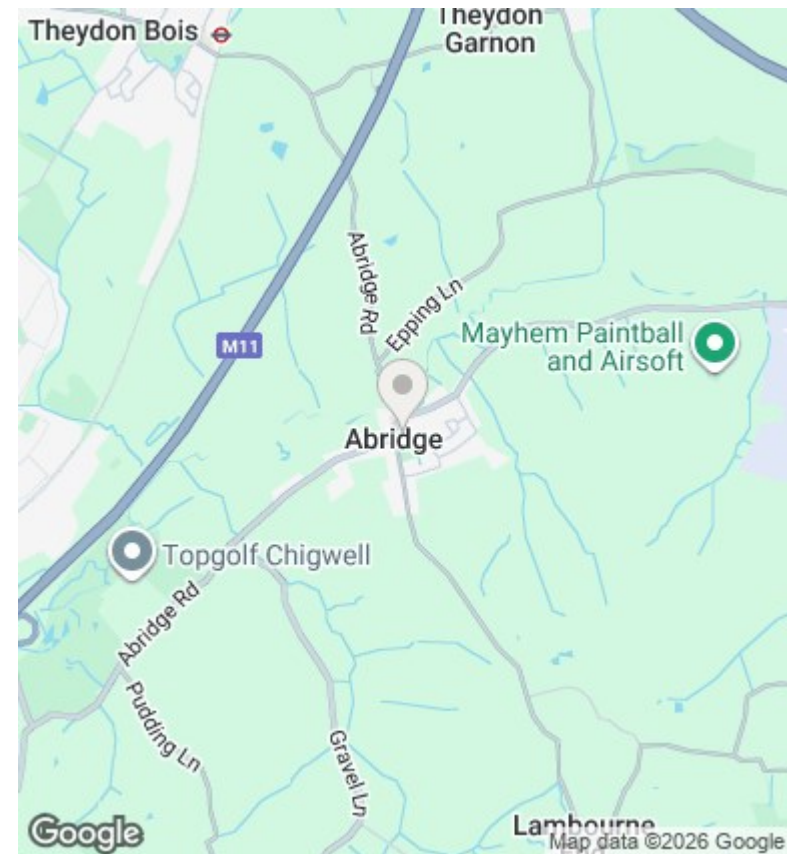 Theydon Bois
Theydon
Garnon
Abridge Rd
Epping Ln
M11
Mayhem Paintball
and Airsoft
Abridge
Topgolf Chigwell
Abridge Rd
Pudding Ln
Gravel Ln
Lambourne
Google
Map data ©2026 Google